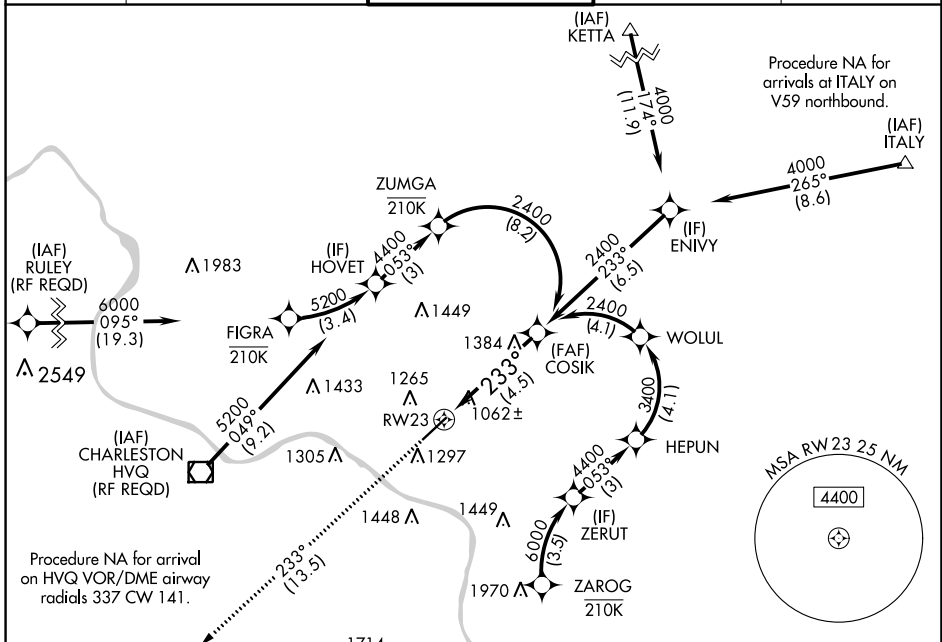 (IAF)
KETTA
4000
174°
(11.9)
Procedure NA for
arrivals at ITALY on
V59 northbound.
(IAF)
ITALY
4000
265°
(8.6)
ZUMGA
210K
2400
(8.2)
(IF)
ENIVY
2400
233°
(6.5)
(IAF)
RULEY
(RF REQD)
6000
095°
(19.3)
2549
1983
(IF)
HOVET
4400
053°
(3)
5200
(3.4)
FIGRA
210K
1449
1384
(FAF)
COSIK
2400
(4.1)
WOLUL
233°
(4.5)
1433
1265
RW23
1062±
3400
(4.1)
5200
049°
(9.2)
(IAF)
CHARLESTON
HVQ
(RF REQD)
1305
1297
HEPUN
4400
053°
(3)
MSA RW 23 25 NM
4400
1448
1449
(IF)
ZERUT
6000
(3.5)
233°
(13.5)
Procedure NA for arrival
on HVQ VOR/DME airway
radials 337 CW 141.
1970
ZAROG
210K
1714